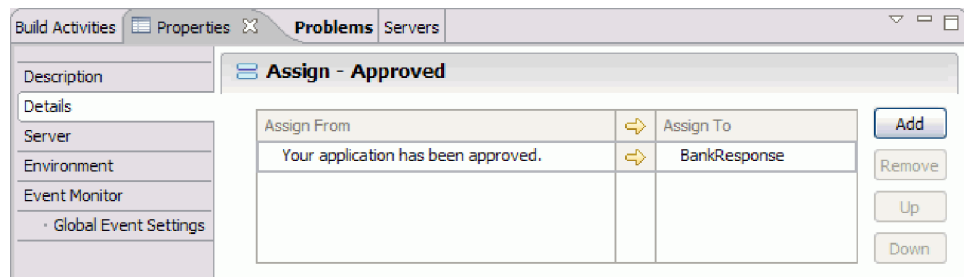 Build Activities Properties Problems Servers
Assign - Approved
Description
Details
Server
Environment
Event Monitor
Global Event Settings
Assign From Assign To
Your application has been approved. BankResponse
Add
Remove
Up
Down